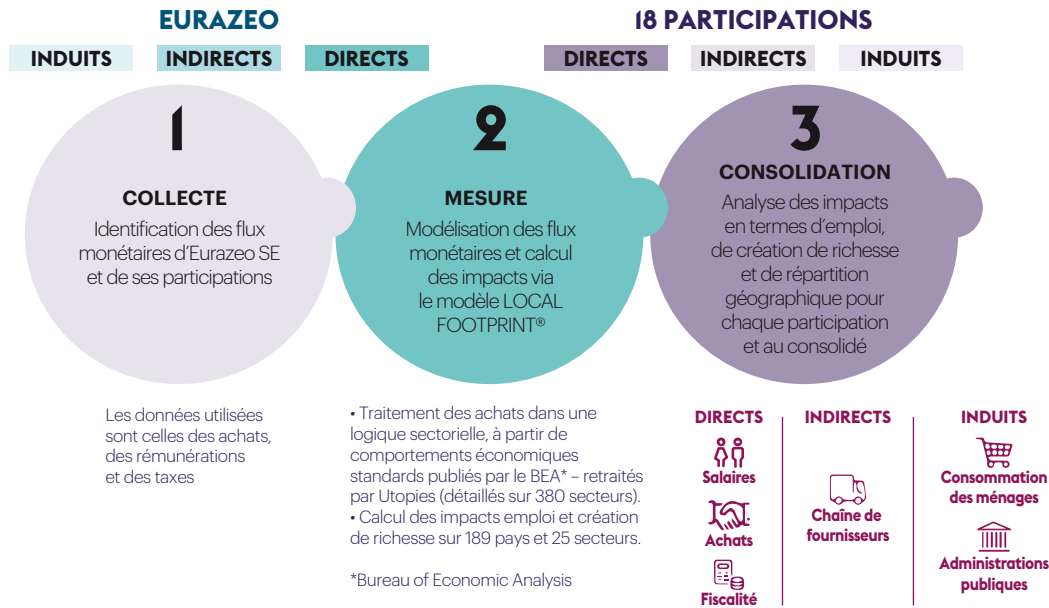 EURAZEO
18 PARTICIPATIONS
INDUITS
INDIRECTS
DIRECTS
DIRECTS
INDIRECTS
INDUITS
1
COLLECTE
Identification des flux
monétaires d'Eurazeo SE
et de ses participations
2
MESURE
Modélisation des flux
monétaires et calcul
des impacts via
le modèle LOCAL
FOOTPRINT®
3
CONSOLIDATION
Analyse des impacts
en termes d'emploi,
de création de richesse
et de répartition
géographique pour
chaque participation
et au consolidé
Les données utilisées
sont celles des achats,
des rémunérations
et des taxes
• Traitement des achats dans une
logique sectorielle, à partir de
comportements économiques
standards publiés par le BEA* – retraités
par Utopies (détaillés sur 380 secteurs).
• Calcul des impacts emploi et création
de richesse sur 189 pays et 25 secteurs.
*Bureau of Economic Analysis
DIRECTS
Salaires
Achats
Fiscalité
INDIRECTS
Chaîne de
fournisseurs
INDUITS
Consommation
des ménages
Administrations
publiques